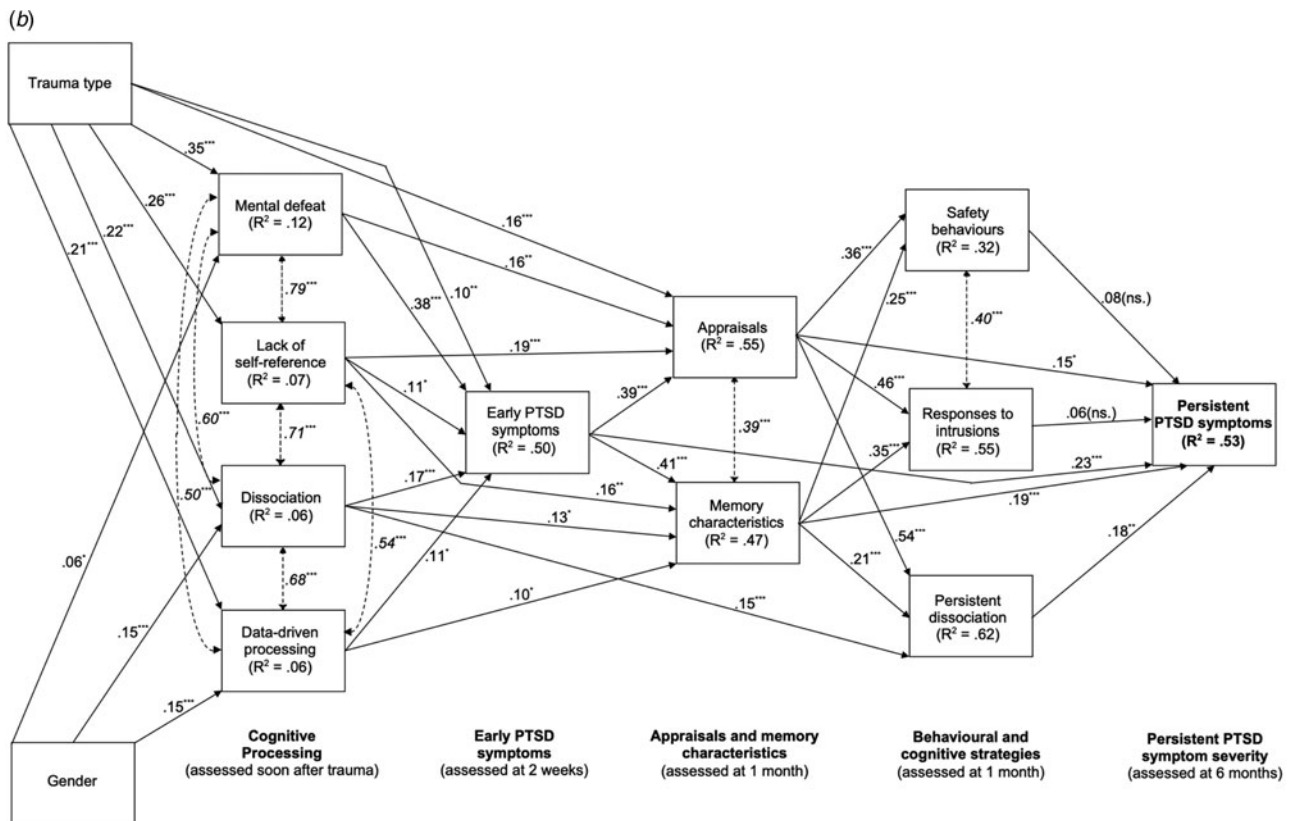 (b)
Trauma type
.35***
.26***
.22***
.21***
Mental defeat
(R² = .12)
.16***
.10**
.16**
.38***
.79***
Safety
behaviours
(R² = .32)
.36***
.25***
.08(ns.)
Lack of
self-reference
(R² = .07)
.19***
.11*
.60***
.71***
.50***
Appraisals
(R² = .55)
.39***
.39***
.40***
.15*
.46***
Early PTSD
symptoms
(R² = .50)
.41***
Responses to
intrusions
(R² = .55)
.35***
.06(ns.)
Persistent
PTSD symptoms
(R² = .53)
.23***
.19***
Dissociation
(R² = .06)
.17***
.16**
.13*
.54***
.11*
.68***
Memory
characteristics
(R² = .47)
.54***
.21***
.18**
.06*
.15***
Data-driven
processing
(R² = .06)
.10*
.15***
Persistent
dissociation
(R² = .62)
.15***
Gender
Cognitive
Processing
(assessed soon after trauma)
Early PTSD
symptoms
(assessed at 2 weeks)
Appraisals and memory
characteristics
(assessed at 1 month)
Behavioural and
cognitive strategies
(assessed at 1 month)
Persistent PTSD
symptom severity
(assessed at 6 months)